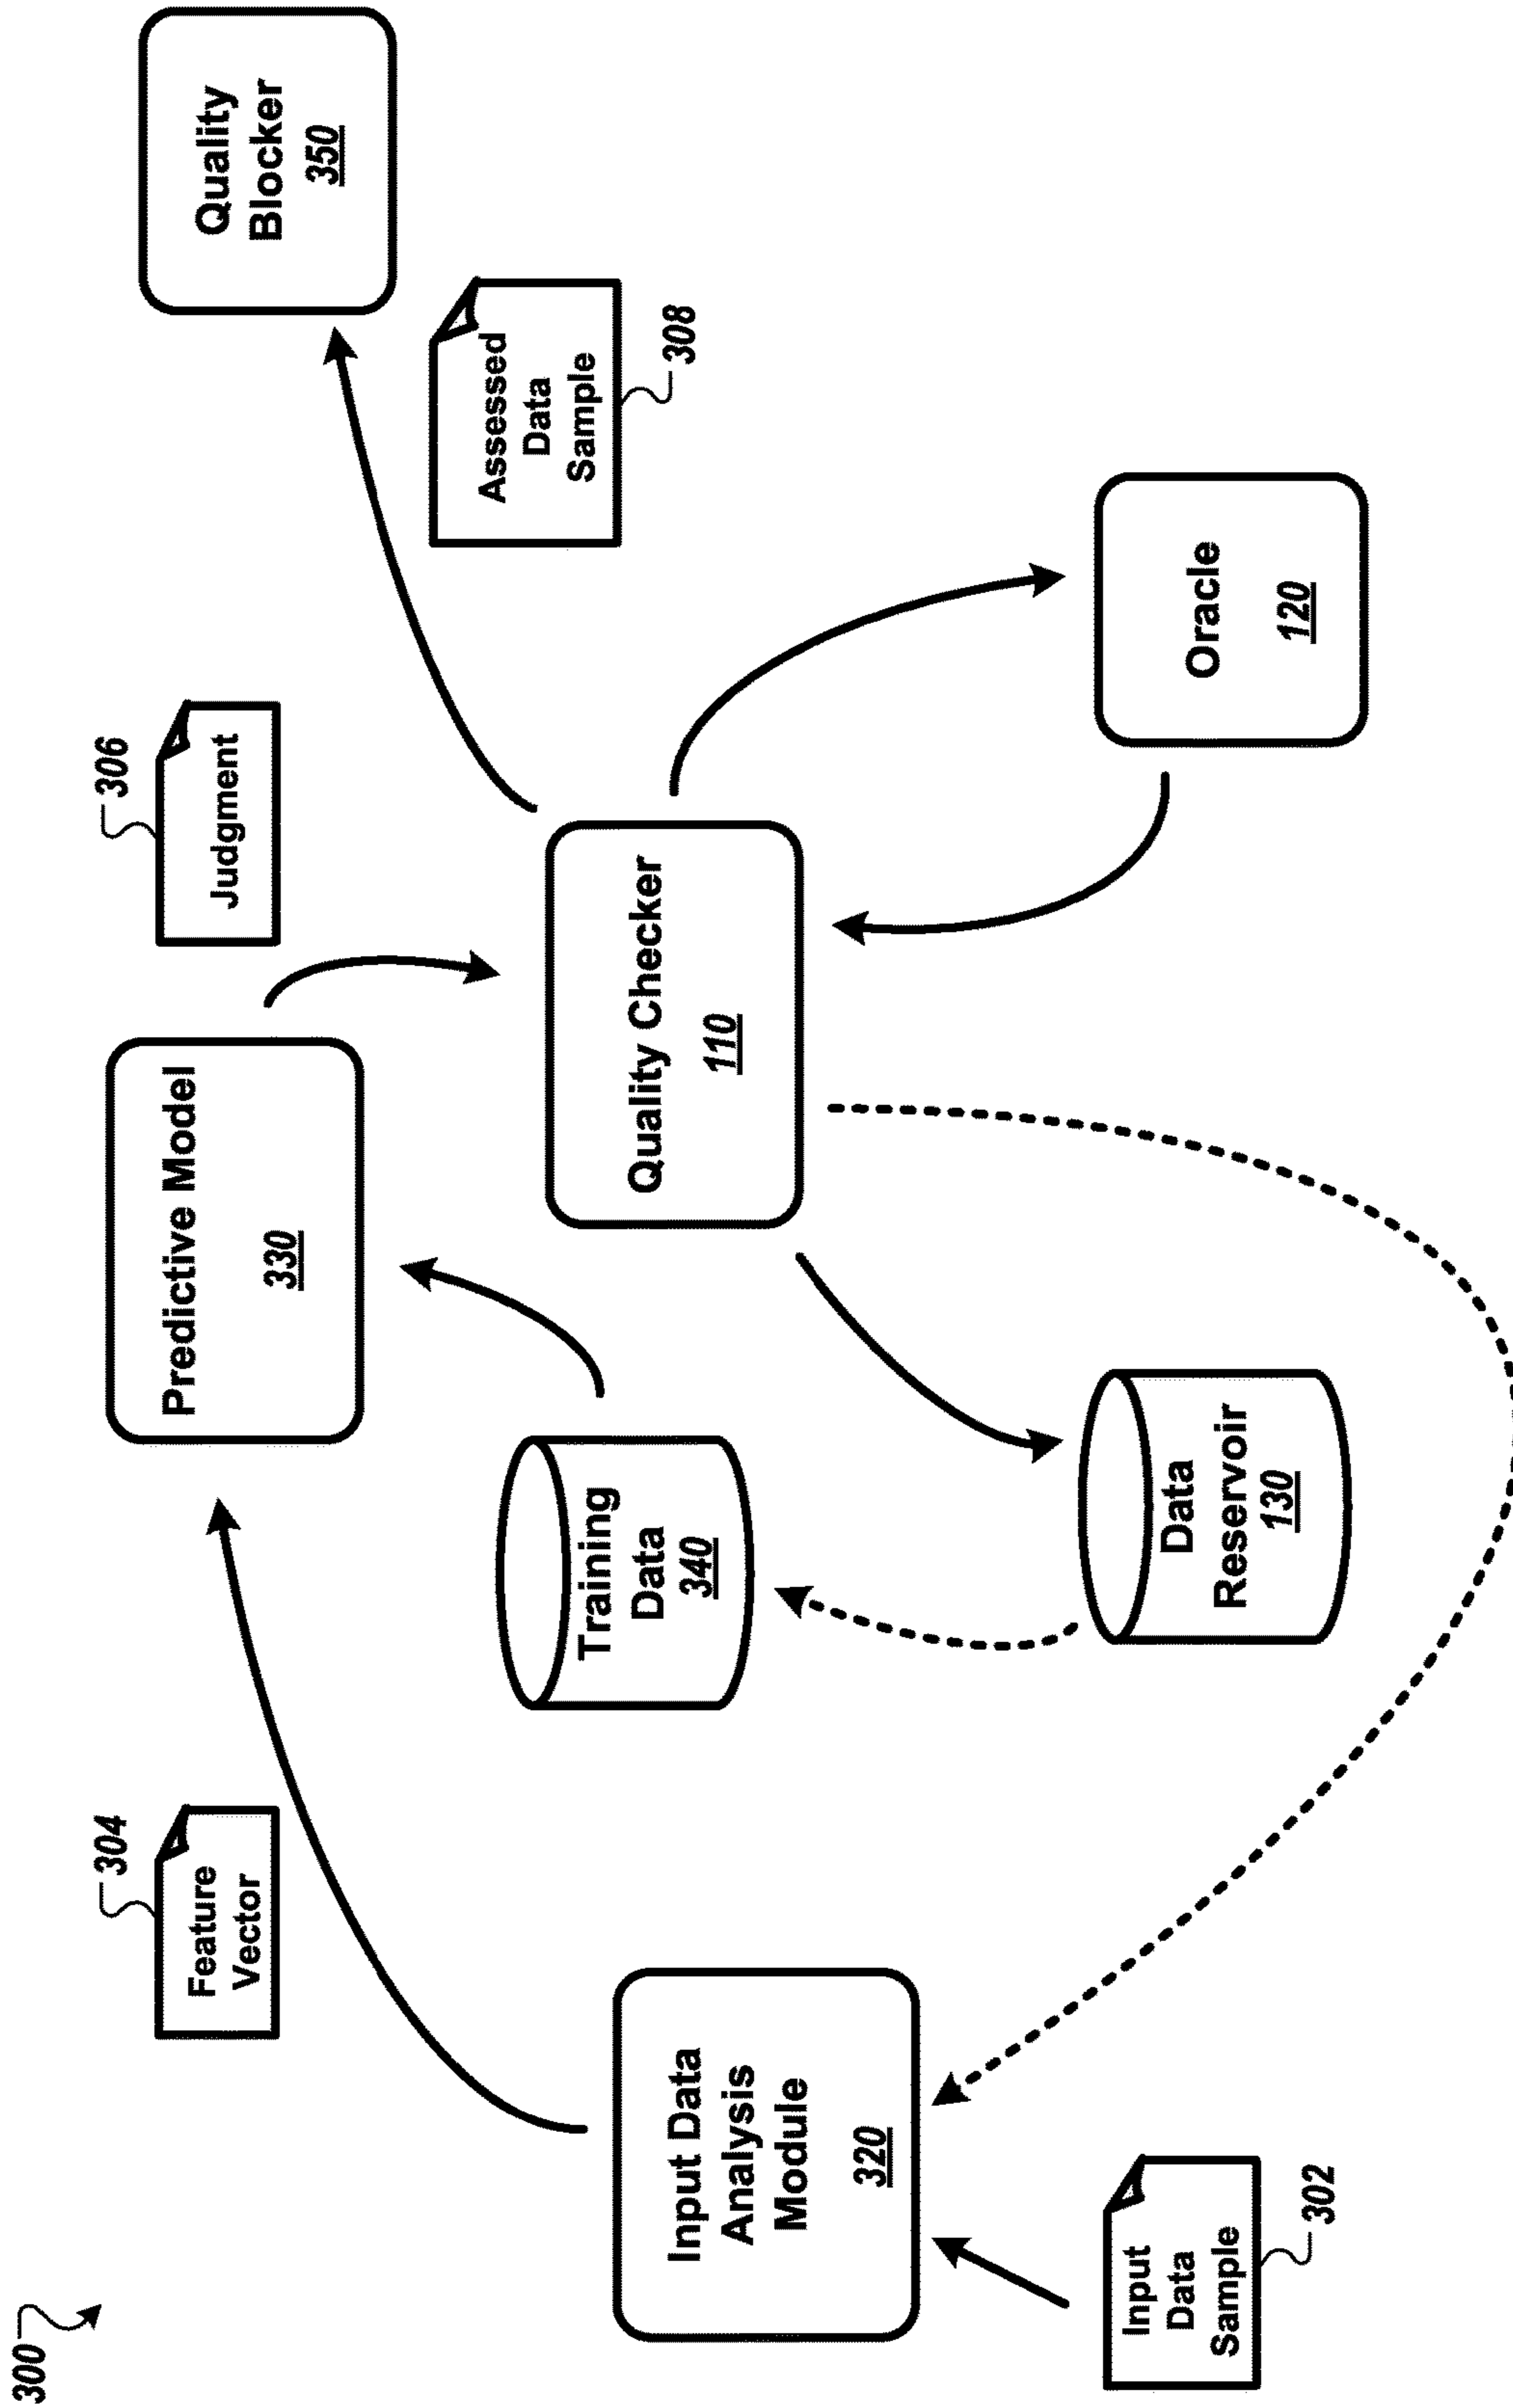 300
304
Feature
Vector
306
Judgment
Predictive Model
330
Quality
Blocker
350
Assessed
Data
Sample
308
Training
Data
340
Quality Checker
110
Input Data
Analysis
Module
320
Input
Data
Sample
302
Data
Reservoir
130
Oracle
120